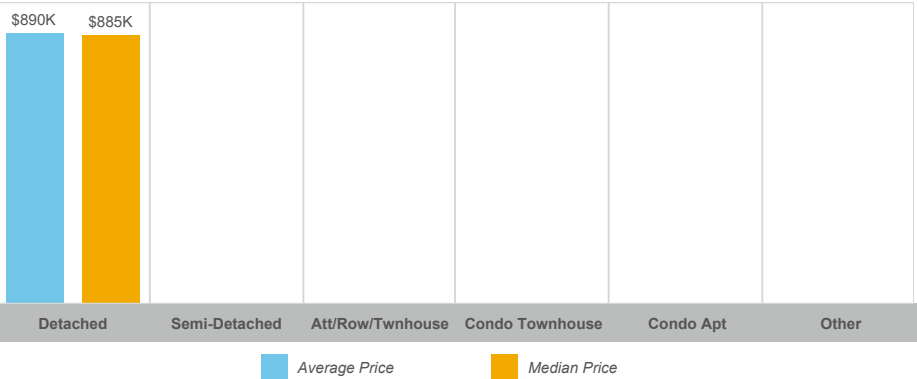 $890K $885K
Detached Semi-Detached Att/Row/Twnhouse Condo Townhouse Condo Apt Other
Average Price Median Price